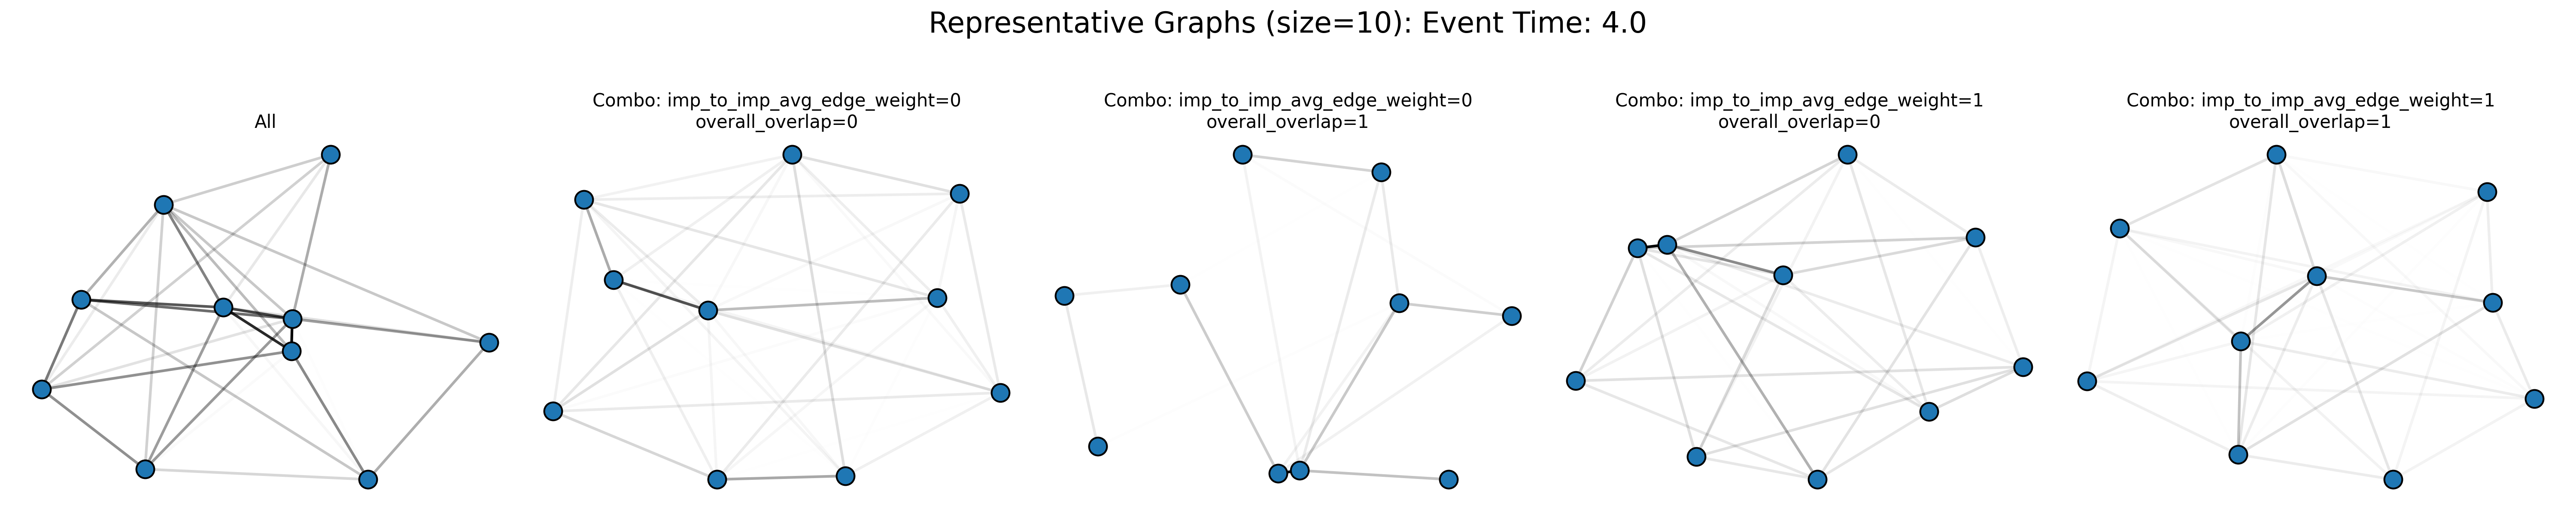 Representative Graphs (size=10): Event Time: 4.0
All
Combo: imp_to_imp_avg_edge_weight=0
overall_overlap=0
Combo: imp_to_imp_avg_edge_weight=0
overall_overlap=1
Combo: imp_to_imp_avg_edge_weight=1
overall_overlap=0
Combo: imp_to_imp_avg_edge_weight=1
overall_overlap=1